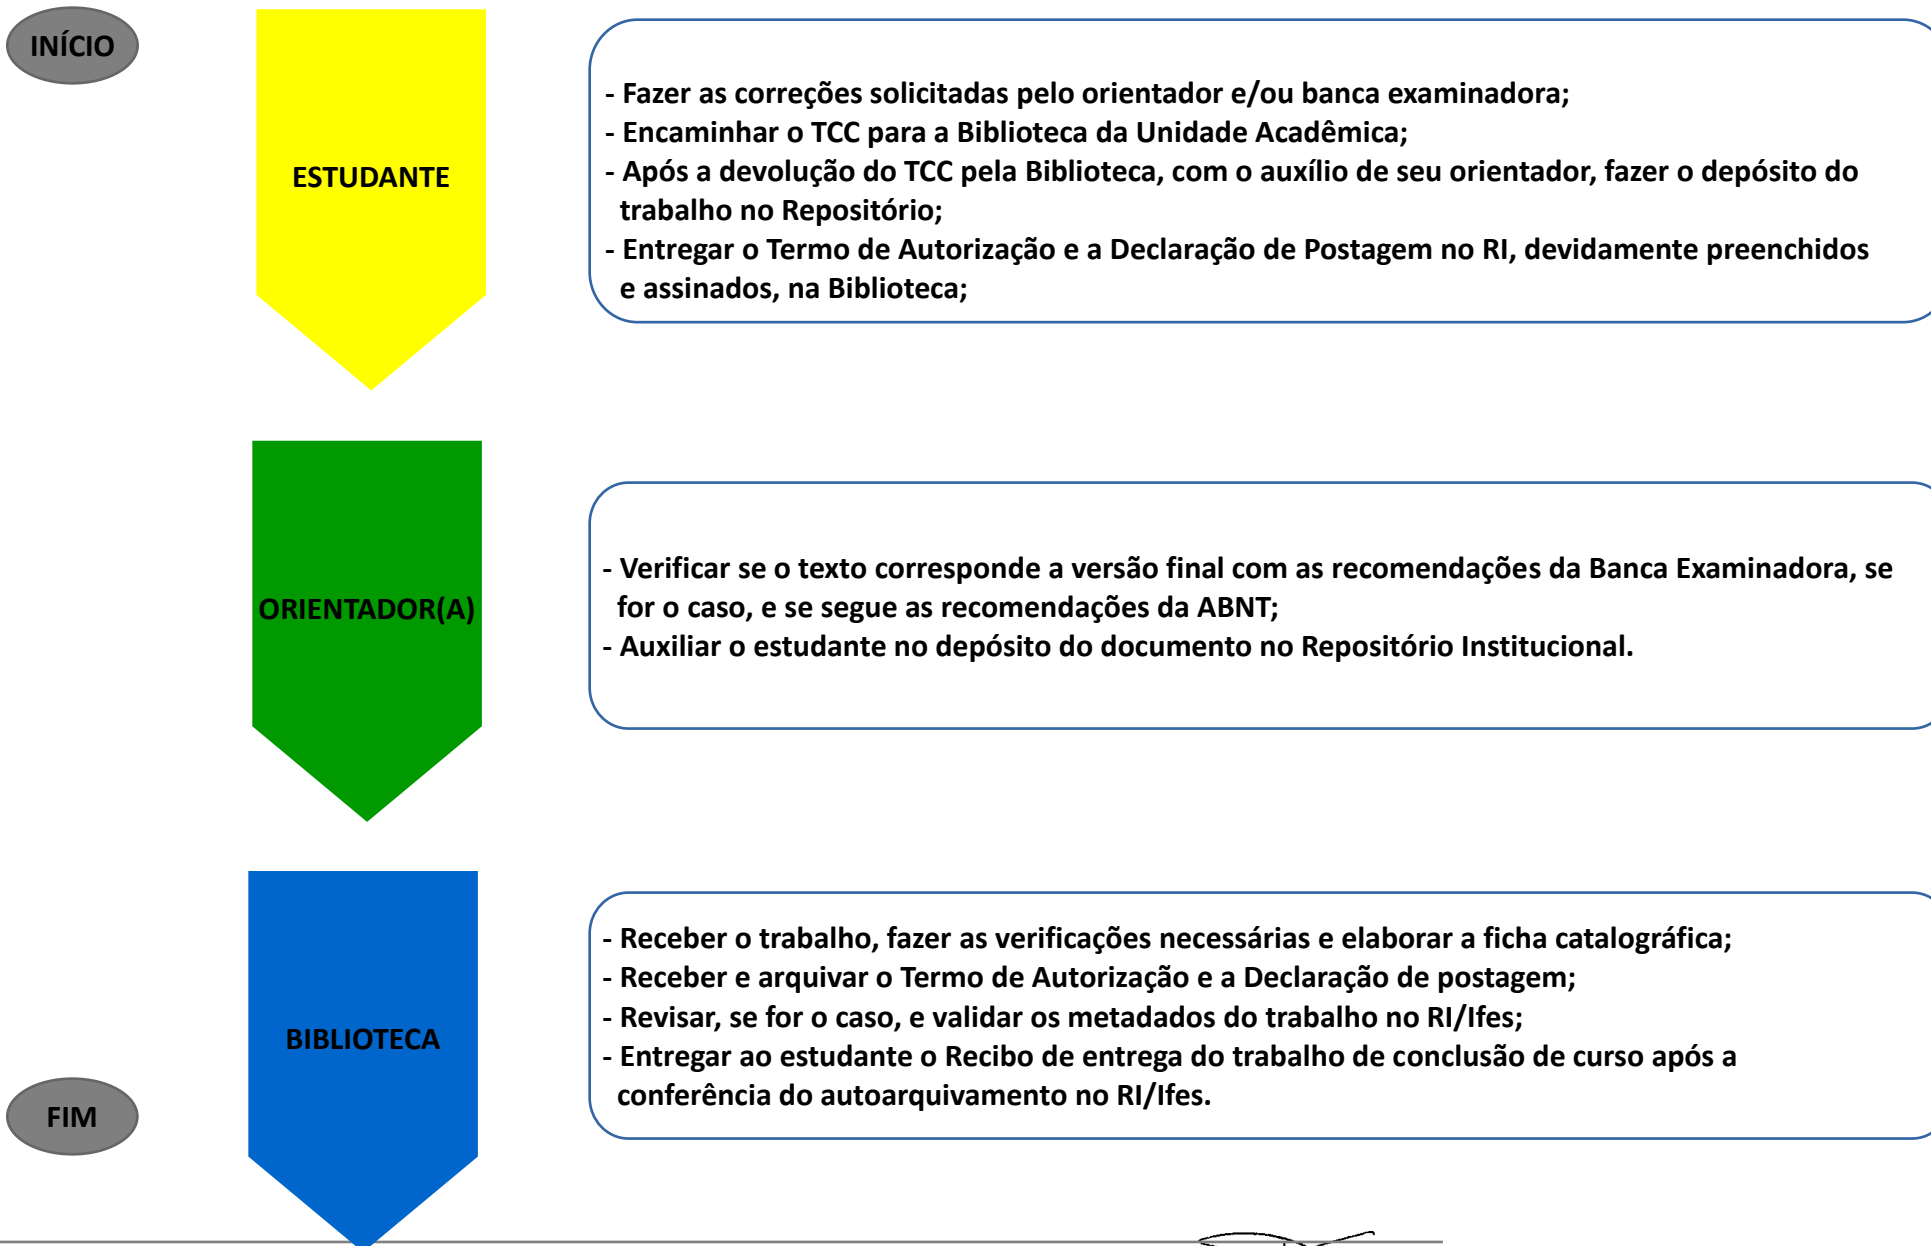 INÍCIO
ESTUDANTE
- Fazer as correções solicitadas pelo orientador e/ou banca examinadora;
- Encaminhar o TCC para a Biblioteca da Unidade Acadêmica;
- Após a devolução do TCC pela Biblioteca, com o auxílio de seu orientador, fazer o depósito do
trabalho no Repositório;
- Entregar o Termo de Autorização e a Declaração de Postagem no RI, devidamente preenchidos
e assinados, na Biblioteca;
ORIENTADOR(A)
- Verificar se o texto corresponde a versão final com as recomendações da Banca Examinadora, se
for o caso, e se segue as recomendações da ABNT;
- Auxiliar o estudante no depósito do documento no Repositório Institucional.
BIBLIOTECA
- Receber o trabalho, fazer as verificações necessárias e elaborar a ficha catalográfica;
- Receber e arquivar o Termo de Autorização e a Declaração de postagem;
- Revisar, se for o caso, e validar os metadados do trabalho no RI/Ifes;
- Entregar ao estudante o Recibo de entrega do trabalho de conclusão de curso após a
conferência do autoarquivamento no RI/Ifes.
FIM